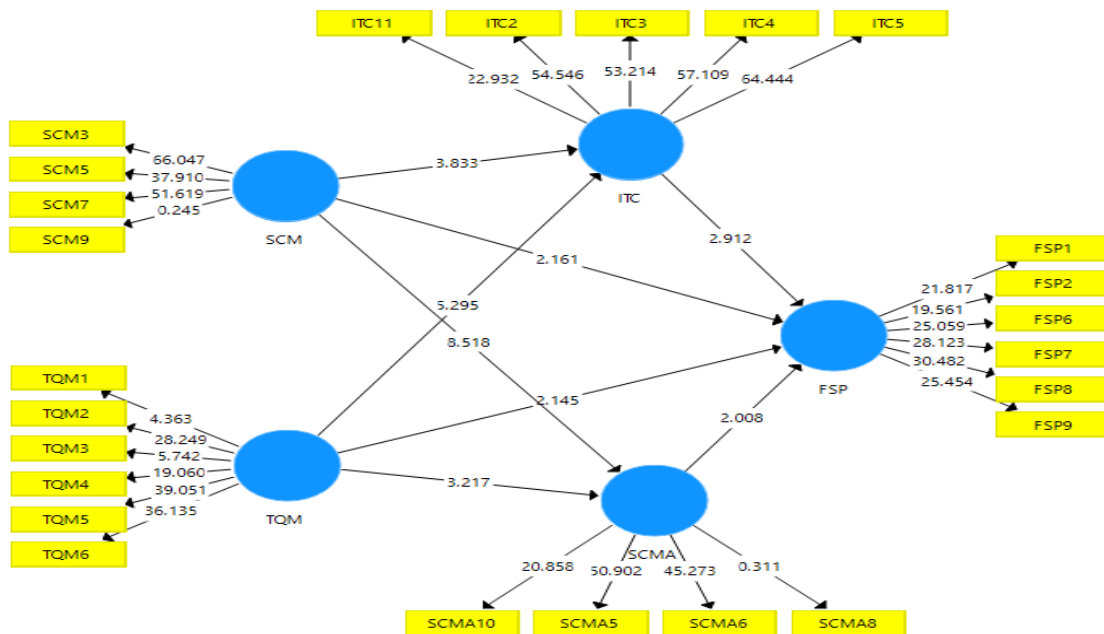 ITC11
ITC2
ITC3
ITC4
ITC5
22.932
54.546
53.214
57.109
64.444
SCM3
SCM5
SCM7
SCM9
66.047
37.910
51.619
0.245
SCM
3.833
ITC
2.912
2.161
8.518
2.145
2.008
3.217
FSP1
FSP2
FSP6
FSP7
FSP8
FSP9
21.817
19.561
25.059
28.123
30.482
25.454
FSP
TQM1
TQM2
TQM3
TQM4
TQM5
TQM6
4.363
28.249
5.742
19.060
39.051
36.135
TQM
SCMA
20.858
45.273
0.311
SCMA10
SCMA5
SCMA6
SCMA8